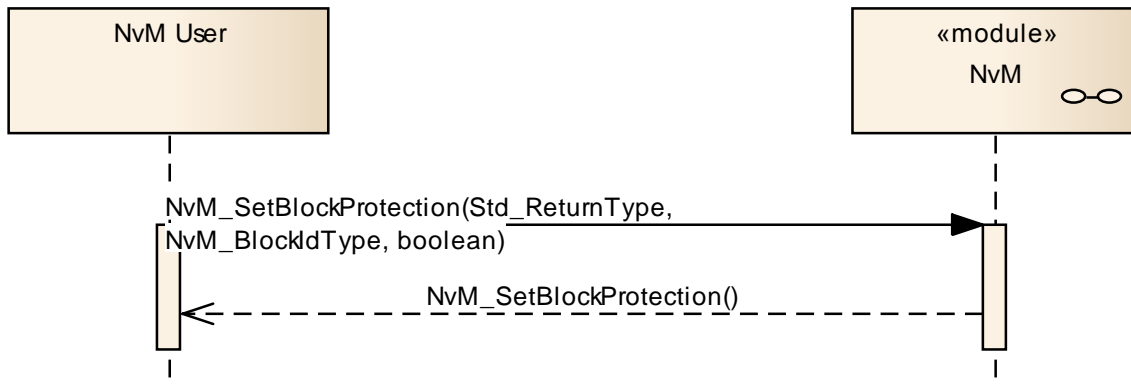 NvM User
«module»
NvM
NvM_SetBlockProtection(Std_ReturnType,
NvM_BlockIdType, boolean)
NvM_SetBlockProtection()